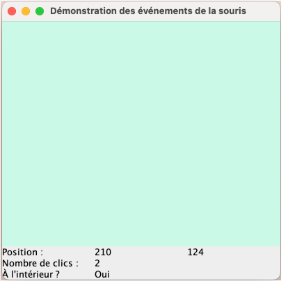 Démonstration des événements de la souris
Position : 210 124
Nombre de clics : 2
À l'intérieur ? Oui